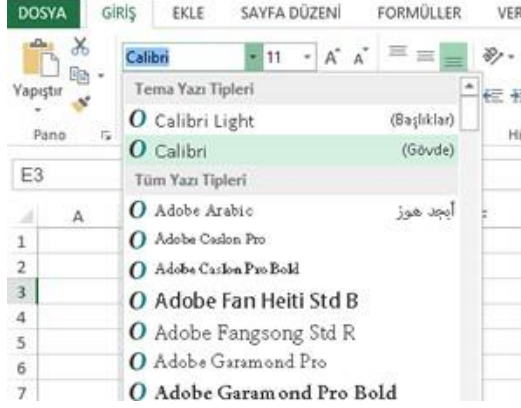 DOSYA GİRİŞ EKLE SAYFA DÜZENİ FORMÜLLER VER
Calibri 11 A A
Yapıştır
Tema Yazı Tipleri
Calibri Light (Başlıklar)
Pano
Calibri (Gövde)
E3
Tüm Yazı Tipleri
A
Adobe Arabic أبجد هوز
1
Adobe Caslon Pro
2
Adobe Caslon Pro Bold
3
Adobe Fan Heiti Std B
4
Adobe Fangsong Std R
5
Adobe Garamond Pro
6
Adobe Garamond Pro Bold
7